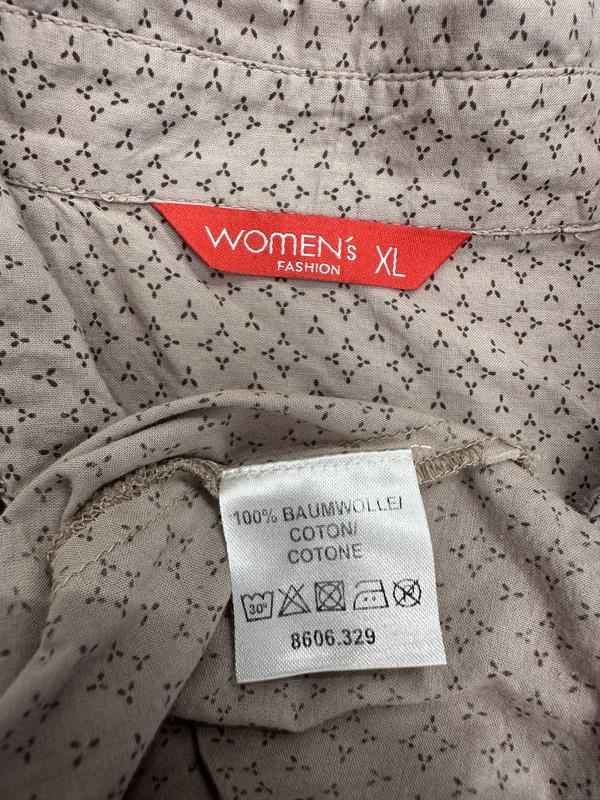 WOMEN's XL
FASHION
100% BAUMWOLLE/
COTON/
COTONE
30°
8606.329